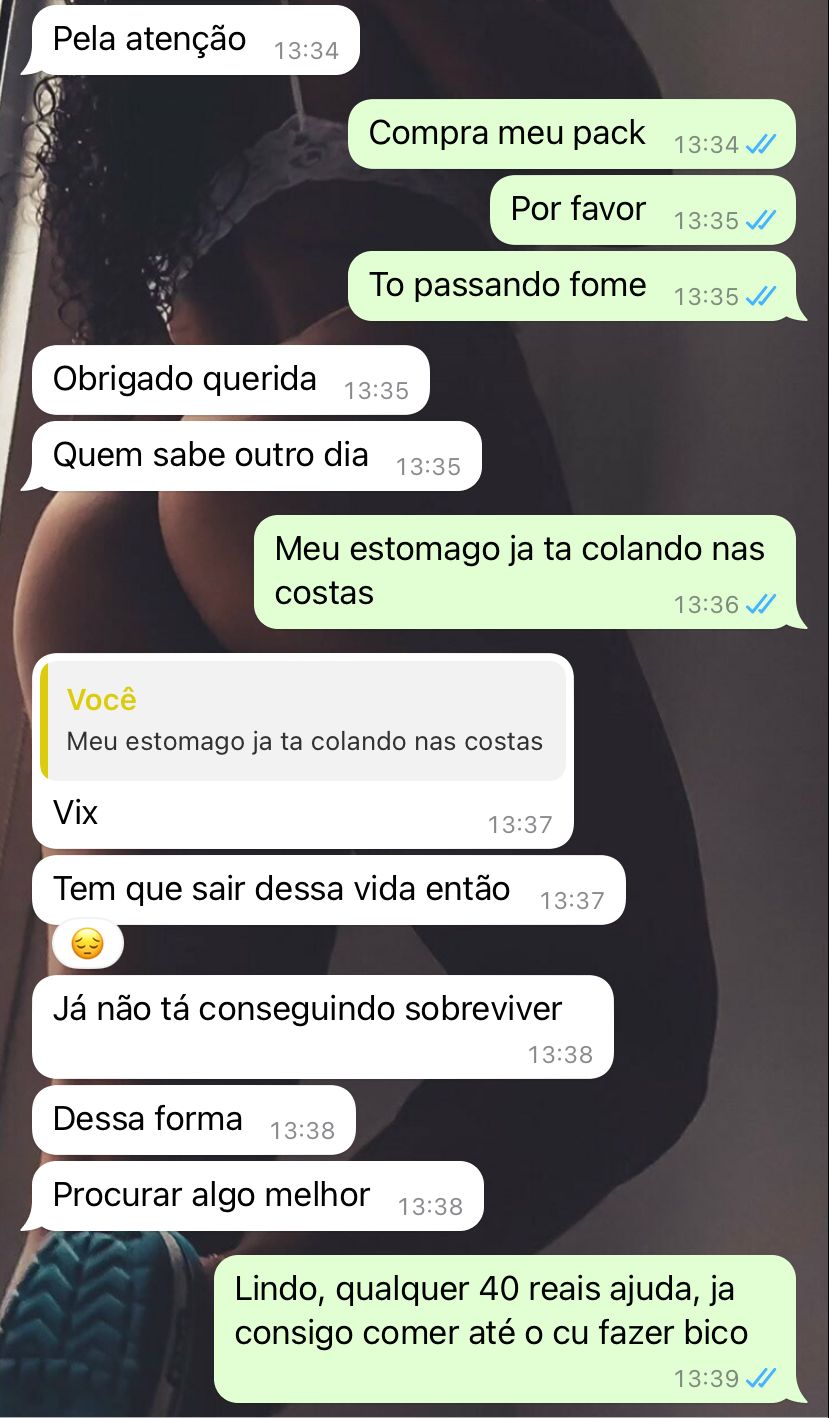 Pela atenção 13:34
Compra meu pack 13:34
Por favor 13:35
To passando fome 13:35
Obrigado querida 13:35
Quem sabe outro dia 13:35
Meu estomago ja ta colando nas
costas 13:36
Você
Meu estomago ja ta colando nas costas
Vix 13:37
Tem que sair dessa vida então 13:37
Já não tá conseguindo sobreviver
13:38
Dessa forma 13:38
Procurar algo melhor 13:38
Lindo, qualquer 40 reais ajuda, ja
consigo comer até o cu fazer bico
13:39